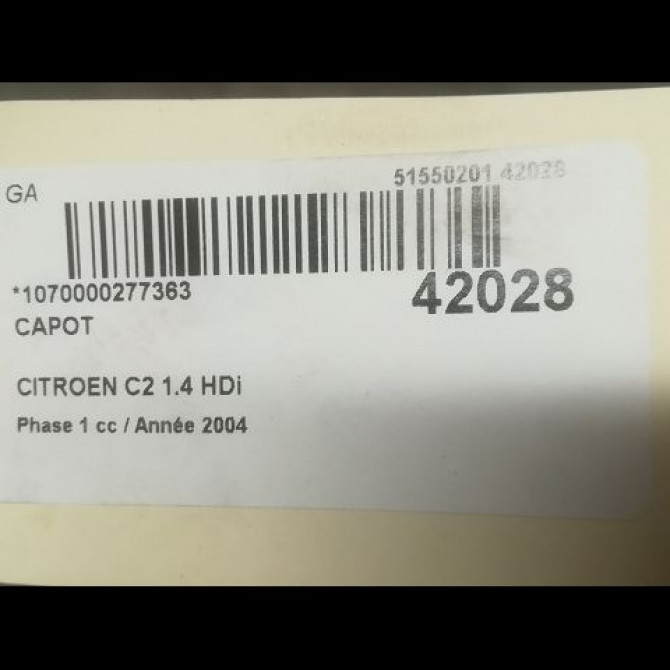 GA
51550201 42028
*1070000277363
42028
CAPOT
CITROEN C2 1.4 HDi
Phase 1 cc / Année 2004